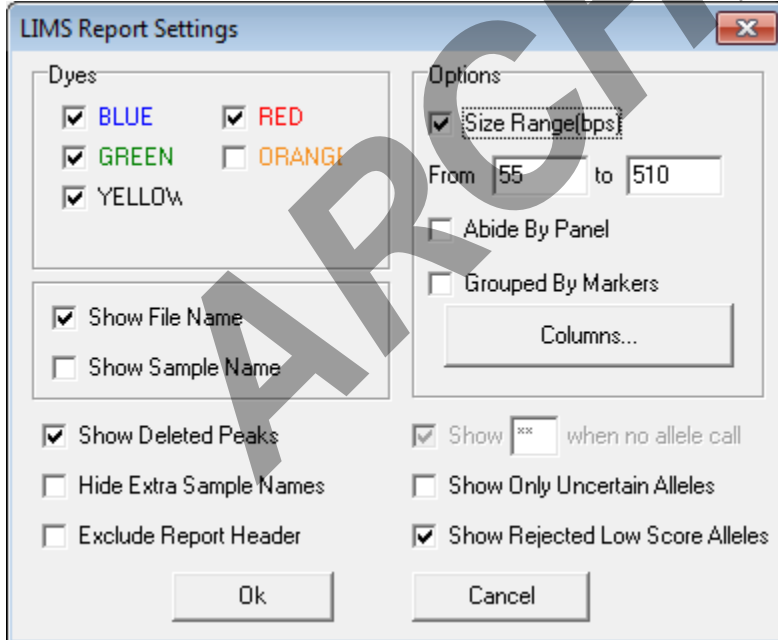 LIMS Report Settings
Dyes
BLUE
RED
GREEN
ORANGE
YELLOW
Show File Name
Show Sample Name
Options
Size Range(bps)
From 55 to 510
Abide By Panel
Grouped By Markers
Columns...
Show Deleted Peaks
Hide Extra Sample Names
Exclude Report Header
Show ** when no allele call
Show Only Uncertain Alleles
Show Rejected Low Score Alleles
Ok
Cancel
ARCH